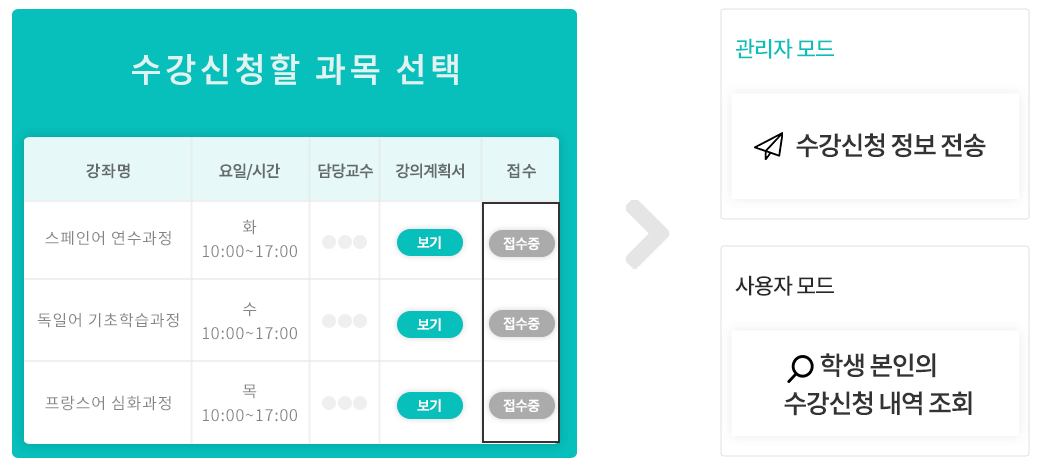 수강신청할 과목 선택
강좌명 요일/시간 담당교수 강의계획서 접수
스페인어 연수과정 화 10:00~17:00 보기 접수중
독일어 기초학습과정 수 10:00~17:00 보기 접수중
프랑스어 심화과정 목 10:00~17:00 보기 접수중
관리자 모드
수강신청 정보 전송
사용자 모드
학생 본인의
수강신청 내역 조회